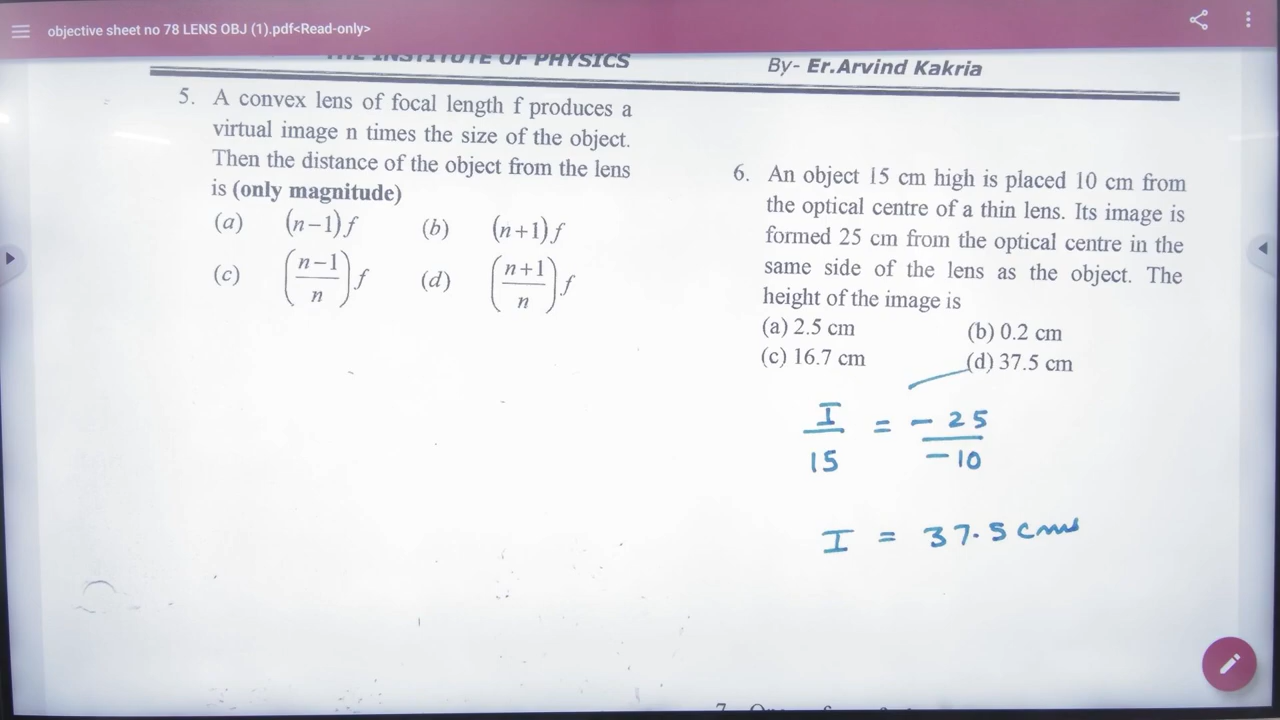 objective sheet no 78 LENS OBJ (1).pdf<Read-only>
THE INSTITUTE OF PHYSICS
By- Er.Arvind Kakria
5. A convex lens of focal length f produces a
virtual image n times the size of the object.
Then the distance of the object from the lens
is (only magnitude)
(a) (n−1)f (b) (n+1)f
(c) ((n−1)/n)f (d) ((n+1)/n)f
6. An object 15 cm high is placed 10 cm from
the optical centre of a thin lens. Its image is
formed 25 cm from the optical centre in the
same side of the lens as the object. The
height of the image is
(a) 2.5 cm (b) 0.2 cm
(c) 16.7 cm (d) 37.5 cm
I/15 = −25/−10
I = 37.5 cms